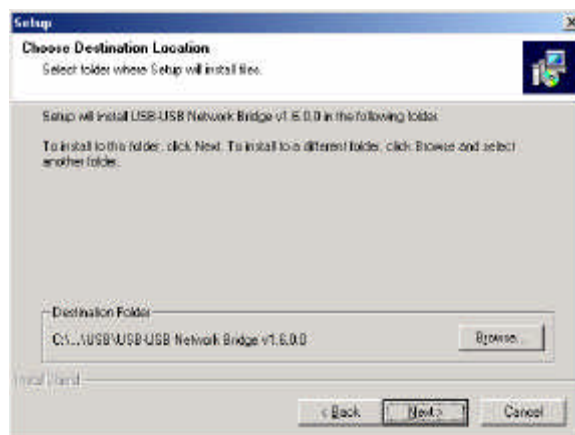 Setup
Choose Destination Location
Select folder where Setup will install files.
Setup will install USB-USB Network Bridge v1.6.0.0 in the following folder.
To install to this folder, click Next. To install to a different folder, click Browse and select
another folder.
Destination Folder
C:\...\USB\USB-USB Network Bridge v1.6.0.0
Browse...
InstallShield
< Back
Next >
Cancel